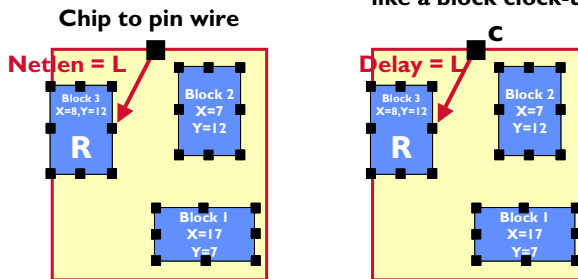 Chip to pin wire
Netlen = L
Block 3
X=8,Y=12
R
Block 2
X=7
Y=12
Block 1
X=17
Y=7
like a block clock-
C
Delay = L
Block 3
X=8,Y=12
R
Block 2
X=7
Y=12
Block 1
X=17
Y=7